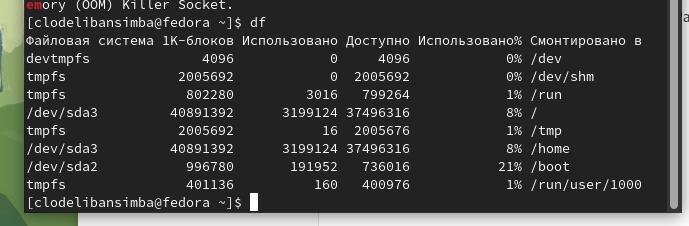 emory (OOM) Killer Socket.
[clodelibansimba@fedora ~]$ df
Файловая система 1K-блоков Использовано Доступно Использовано% Смонтировано в
devtmpfs 4096 0 4096 0% /dev
tmpfs 2005692 0 2005692 0% /dev/shm
tmpfs 802280 3016 799264 1% /run
/dev/sda3 40891392 3199124 37496316 8% /
tmpfs 2005692 16 2005676 1% /tmp
/dev/sda3 40891392 3199124 37496316 8% /home
/dev/sda2 996780 191952 736016 21% /boot
tmpfs 401136 160 400976 1% /run/user/1000
[clodelibansimba@fedora ~]$